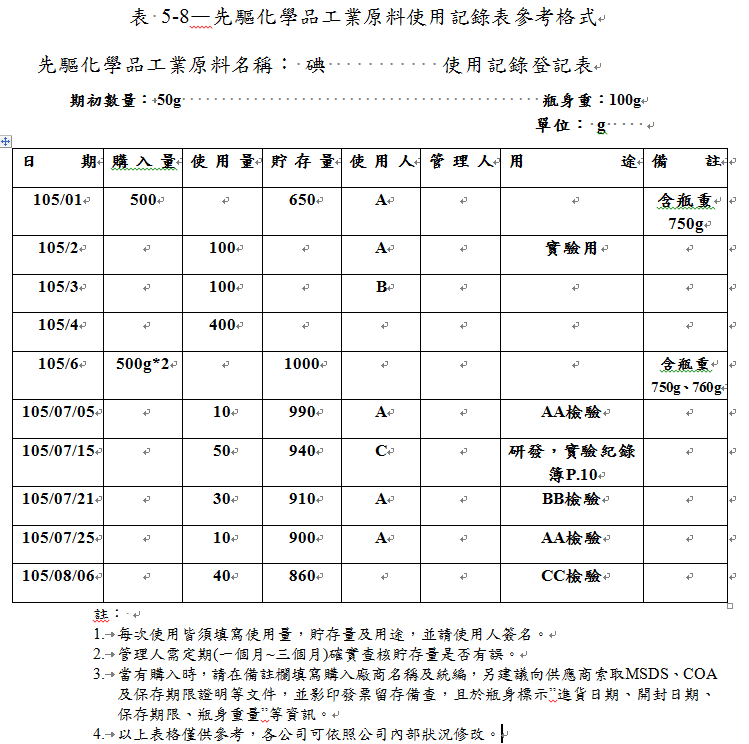 表 5-8—先驅化學品工業原料使用記錄表參考格式
先驅化學品工業原料名稱： 碘 使用記錄登記表
期初數量：50g 瓶身重：100g
單位： g
日期 購入量 使用量 貯存量 使用人 管理人 用途 備註
105/01 500 650 A 含瓶重
750g
105/2 100 A 實驗用
105/3 100 B
105/4 400
105/6 500g*2 1000 含瓶重
750g、760g
105/07/05 10 990 A AA檢驗
105/07/15 50 940 C 研發，實驗紀錄
簿P.10
105/07/21 30 910 A BB檢驗
105/07/25 10 900 A AA檢驗
105/08/06 40 860 CC檢驗
註：
1. 每次使用皆須填寫使用量，貯存量及用途，並請使用人簽名。
2. 管理人需定期(一個月~三個月)確實查核貯存量是否有誤。
3. 當有購入時，請在備註欄填寫購入廠商名稱及統編，另建議向供應商索取MSDS、COA
及保存期限證明等文件，並影印發票留存備查，且於瓶身標示"進貨日期、開封日期、
保存期限、瓶身重量"等資訊。
4. 以上表格僅供參考，各公司可依照公司內部狀況修改。